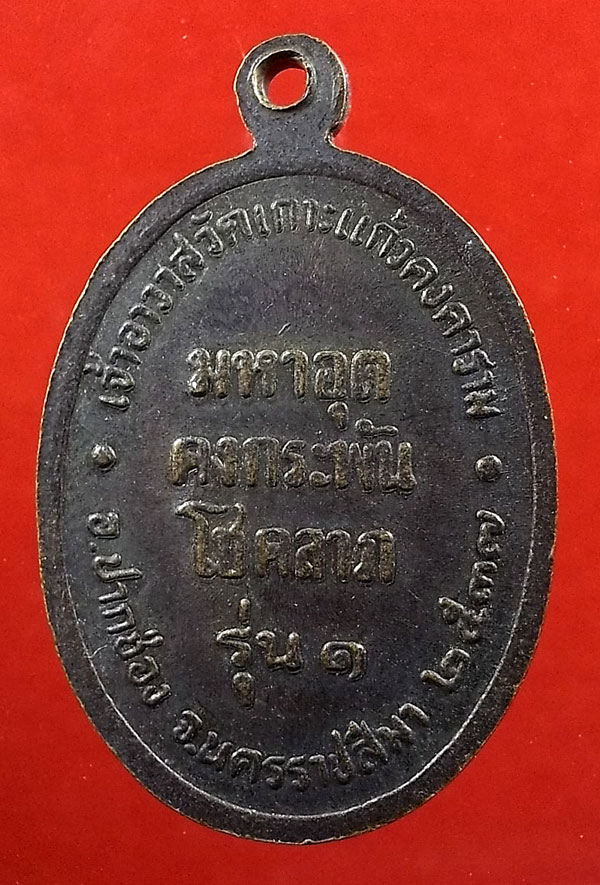 เจ้าอาวาสวัดเกาะแก้วคงคาราม
มหาอุด
คงกระพัน
โชคลาภ
รุ่น ๑
อ.ปากช่อง จ.นครราชสีมา ๒๕๓๗